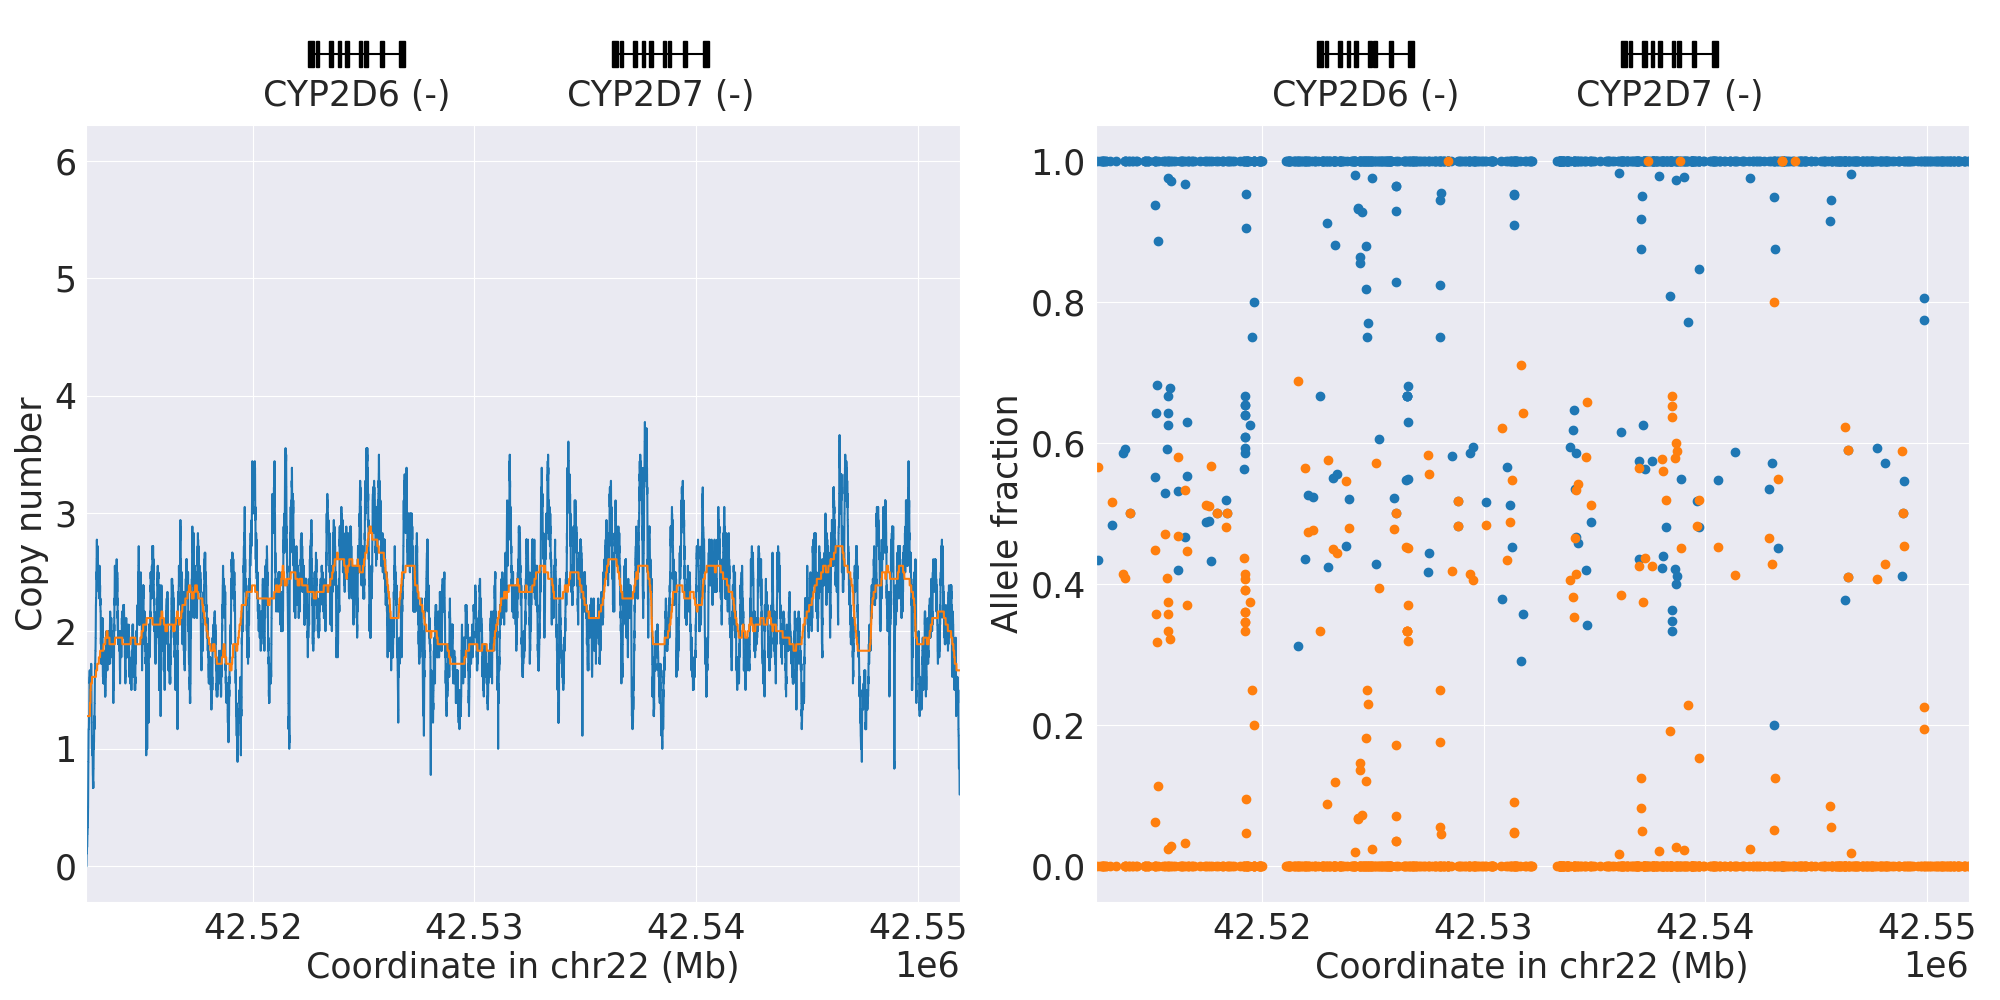 CYP2D6 (-) CYP2D7 (-)
CYP2D6 (-) CYP2D7 (-)
6
5
4
3
2
1
0
Copy number
42.52 42.53 42.54 42.55
Coordinate in chr22 (Mb)
1e6
1.0
0.8
0.6
0.4
0.2
0.0
Allele fraction
42.52 42.53 42.54 42.55
Coordinate in chr22 (Mb)
1e6